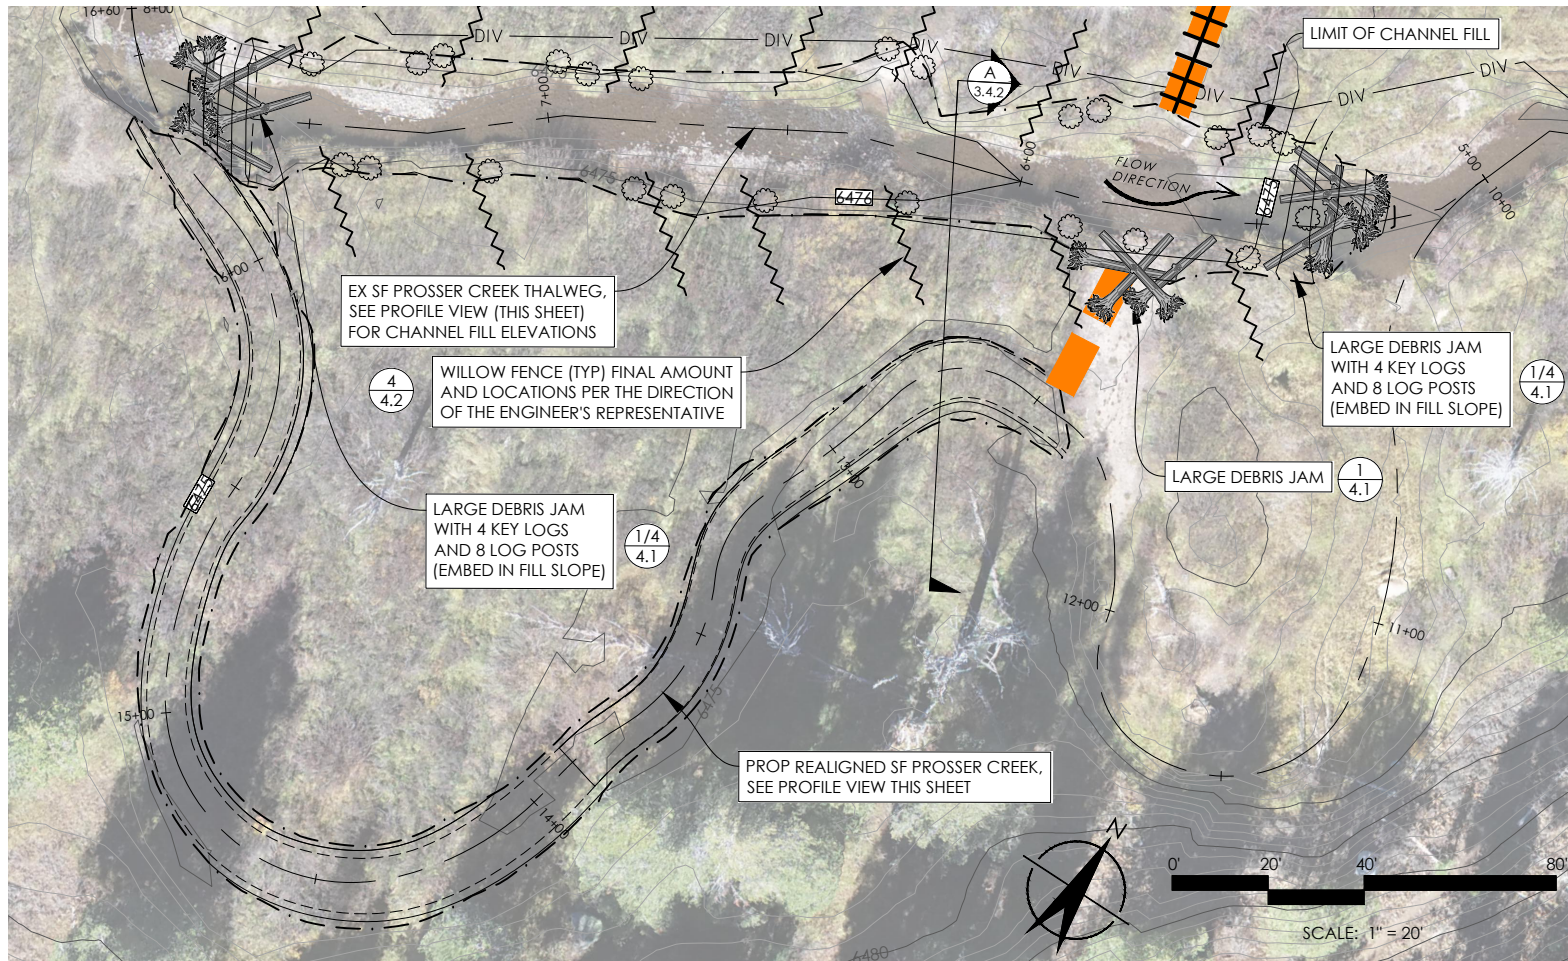 16+60
8+00
DIV
DIV
DIV
DIV
DIV
DIV
DIV
DIV
DIV
LIMIT OF CHANNEL FILL
A
3.4.2
7+00
6+00
5+00
10+00
FLOW
DIRECTION
6475
6476
6475
EX SF PROSSER CREEK THALWEG,
SEE PROFILE VIEW (THIS SHEET)
FOR CHANNEL FILL ELEVATIONS
4
4.2
WILLOW FENCE (TYP) FINAL AMOUNT
AND LOCATIONS PER THE DIRECTION
OF THE ENGINEER'S REPRESENTATIVE
LARGE DEBRIS JAM
WITH 4 KEY LOGS
AND 8 LOG POSTS
(EMBED IN FILL SLOPE)
1/4
4.1
LARGE DEBRIS JAM
1
4.1
6475
LARGE DEBRIS JAM
WITH 4 KEY LOGS
AND 8 LOG POSTS
(EMBED IN FILL SLOPE)
1/4
4.1
12+00
11+00
15+00
6475
PROP REALIGNED SF PROSSER CREEK,
SEE PROFILE VIEW THIS SHEET
14+00
N
0'
20'
40'
80'
SCALE: 1" = 20'
6480